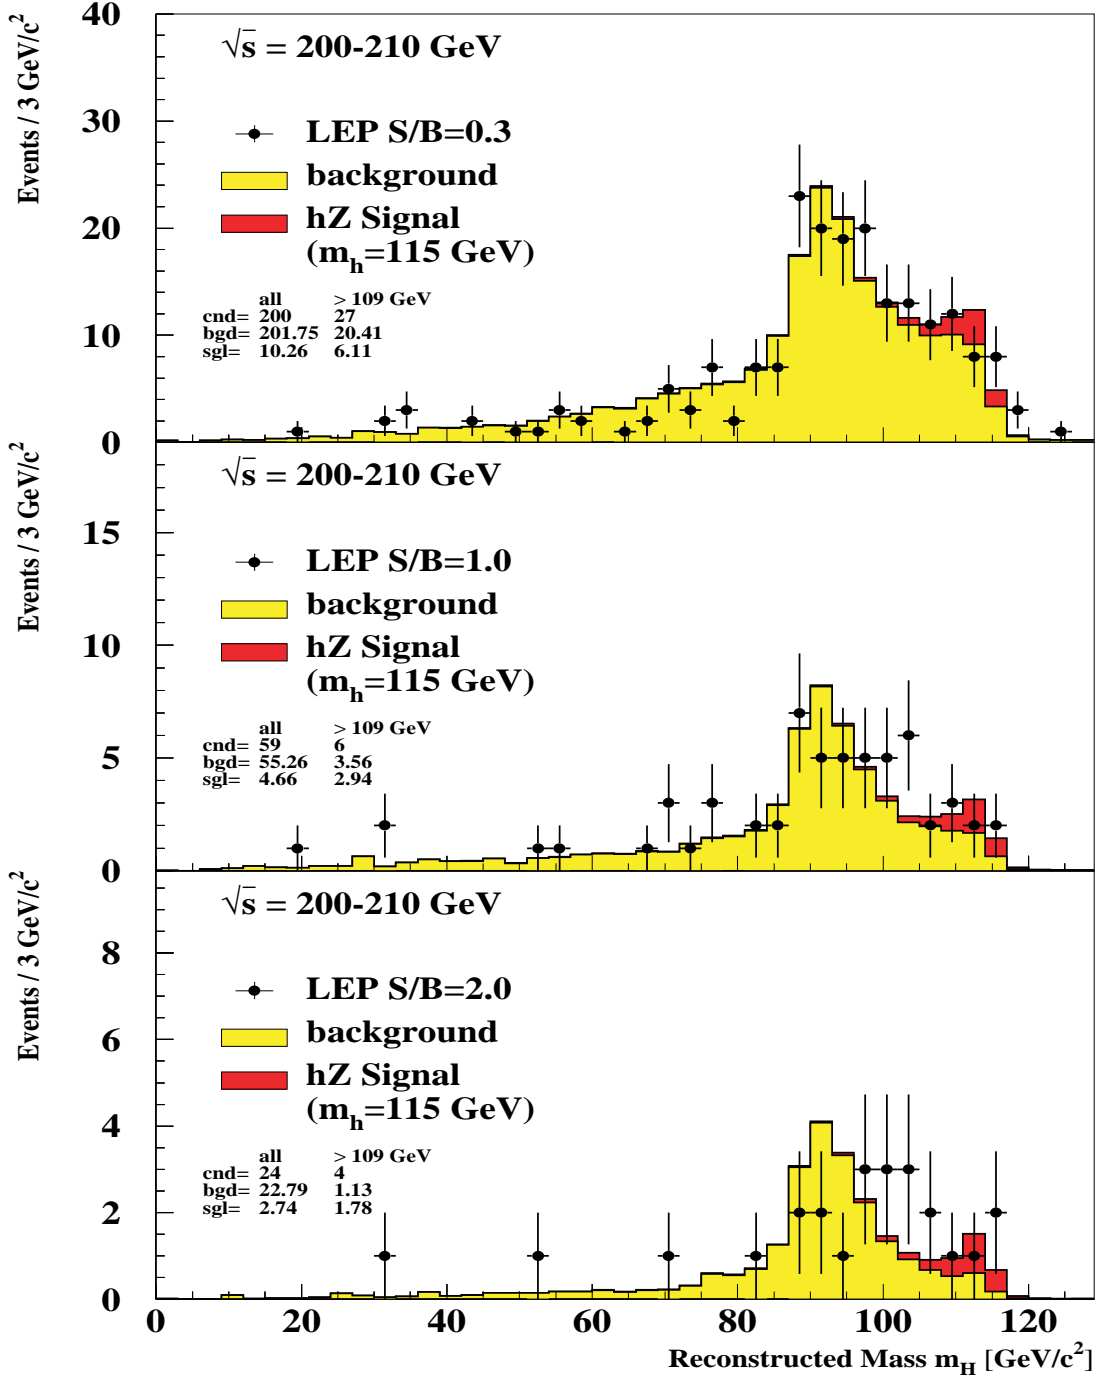 Events / 3 GeV/c²
40
30
20
10
0
√s̅ = 200-210 GeV
LEP S/B=0.3
background
hZ Signal
(m_h=115 GeV)
all > 109 GeV
cnd= 200 27
bgd= 201.75 20.41
sgl= 10.26 6.11
Events / 3 GeV/c²
15
10
5
0
√s̅ = 200-210 GeV
LEP S/B=1.0
background
hZ Signal
(m_h=115 GeV)
all > 109 GeV
cnd= 59 6
bgd= 55.26 3.56
sgl= 4.66 2.94
Events / 3 GeV/c²
8
6
4
2
0
√s̅ = 200-210 GeV
LEP S/B=2.0
background
hZ Signal
(m_h=115 GeV)
all > 109 GeV
cnd= 24 4
bgd= 22.79 1.13
sgl= 2.74 1.78
0 20 40 60 80 100 120
Reconstructed Mass m_H [GeV/c²]